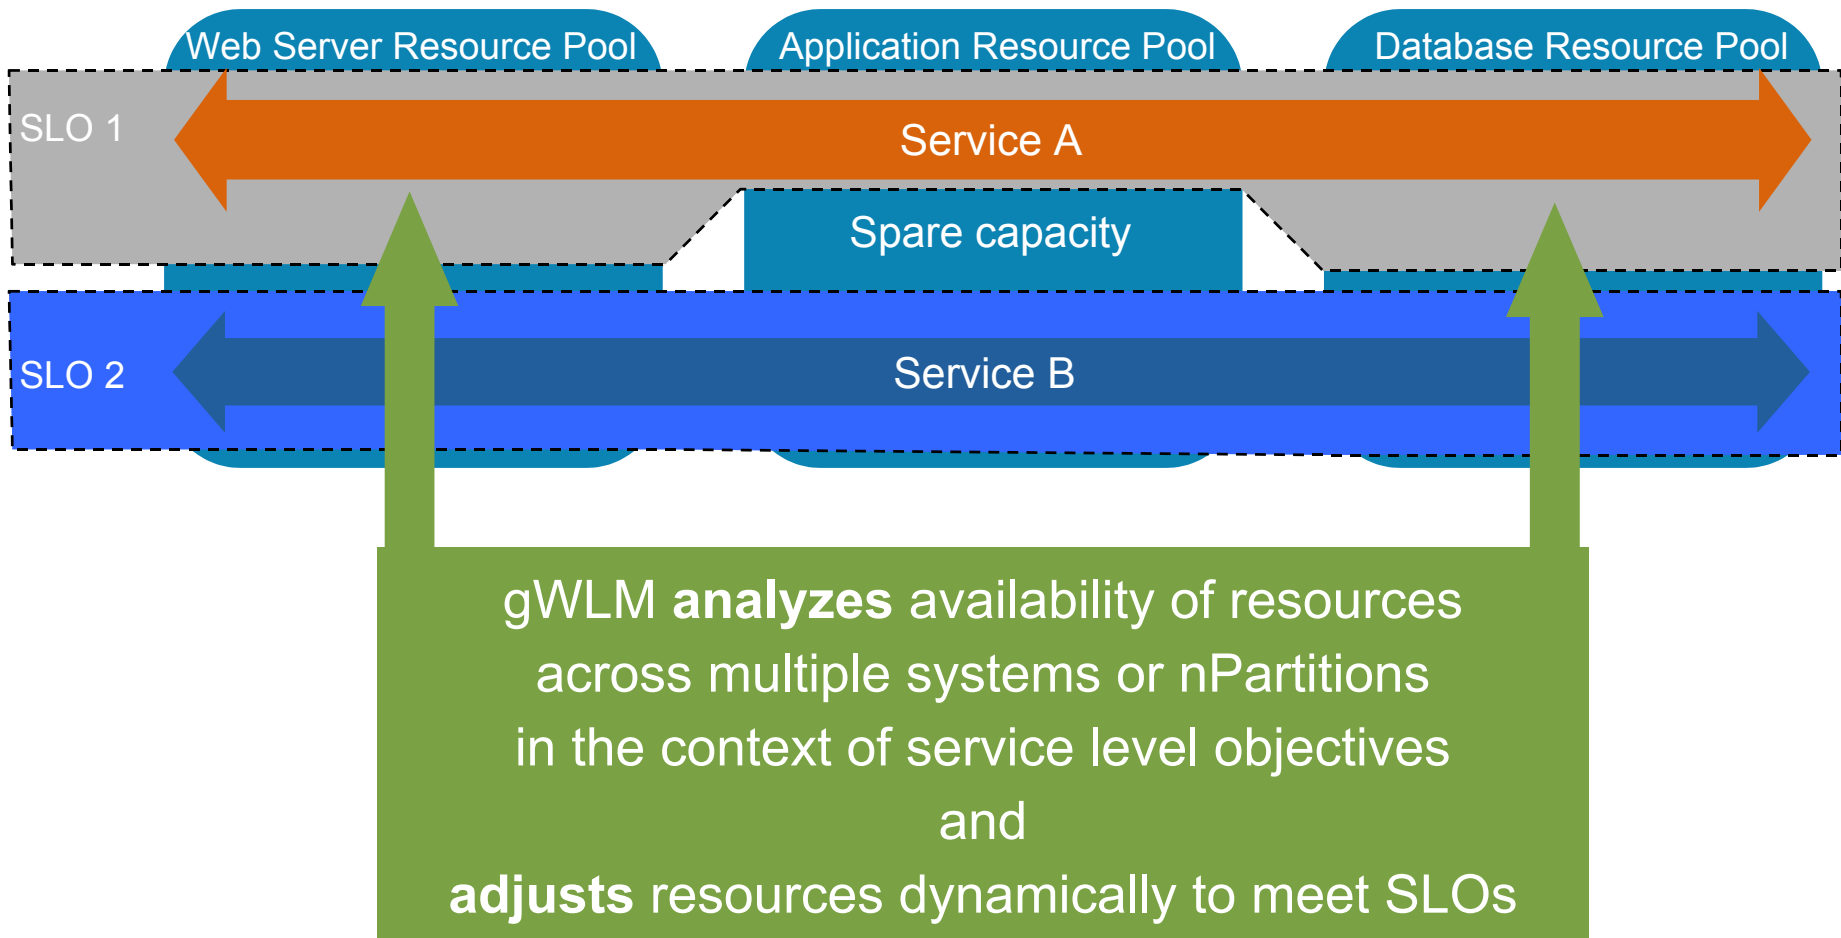 Web Server Resource Pool
Application Resource Pool
Database Resource Pool
SLO 1
Service A
Spare capacity
SLO 2
Service B
gWLM analyzes availability of resources
across multiple systems or nPartitions
in the context of service level objectives
and
adjusts resources dynamically to meet SLOs